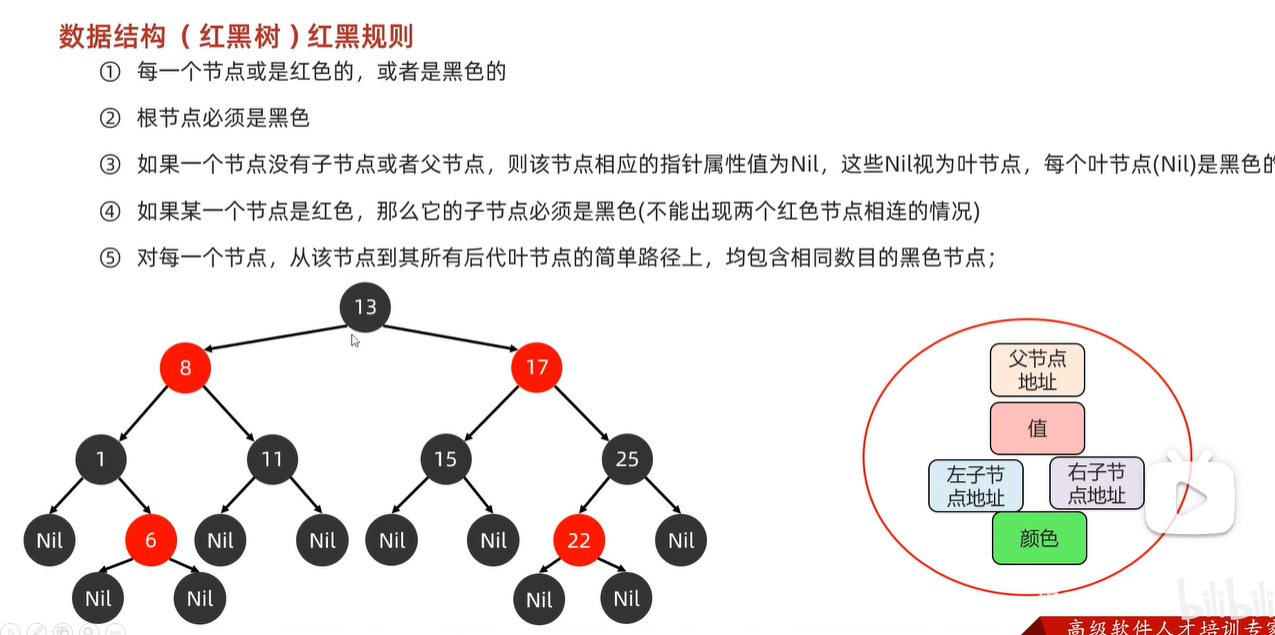 数据结构（红黑树）红黑规则
① 每一个节点或是红色的，或者是黑色的
② 根节点必须是黑色
③ 如果一个节点没有子节点或者父节点，则该节点相应的指针属性值为Nil，这些Nil视为叶节点，每个叶节点(Nil)是黑色的
④ 如果某一个节点是红色，那么它的子节点必须是黑色(不能出现两个红色节点相连的情况)
⑤ 对每一个节点，从该节点到其所有后代叶节点的简单路径上，均包含相同数目的黑色节点；
13
8 17
1 11 15 25
Nil 6 Nil Nil Nil Nil 22 Nil
Nil Nil Nil Nil
父节点
地址
值
左子节
点地址
右子节
点地址
颜色
bilibili
高级软件人才培训专家